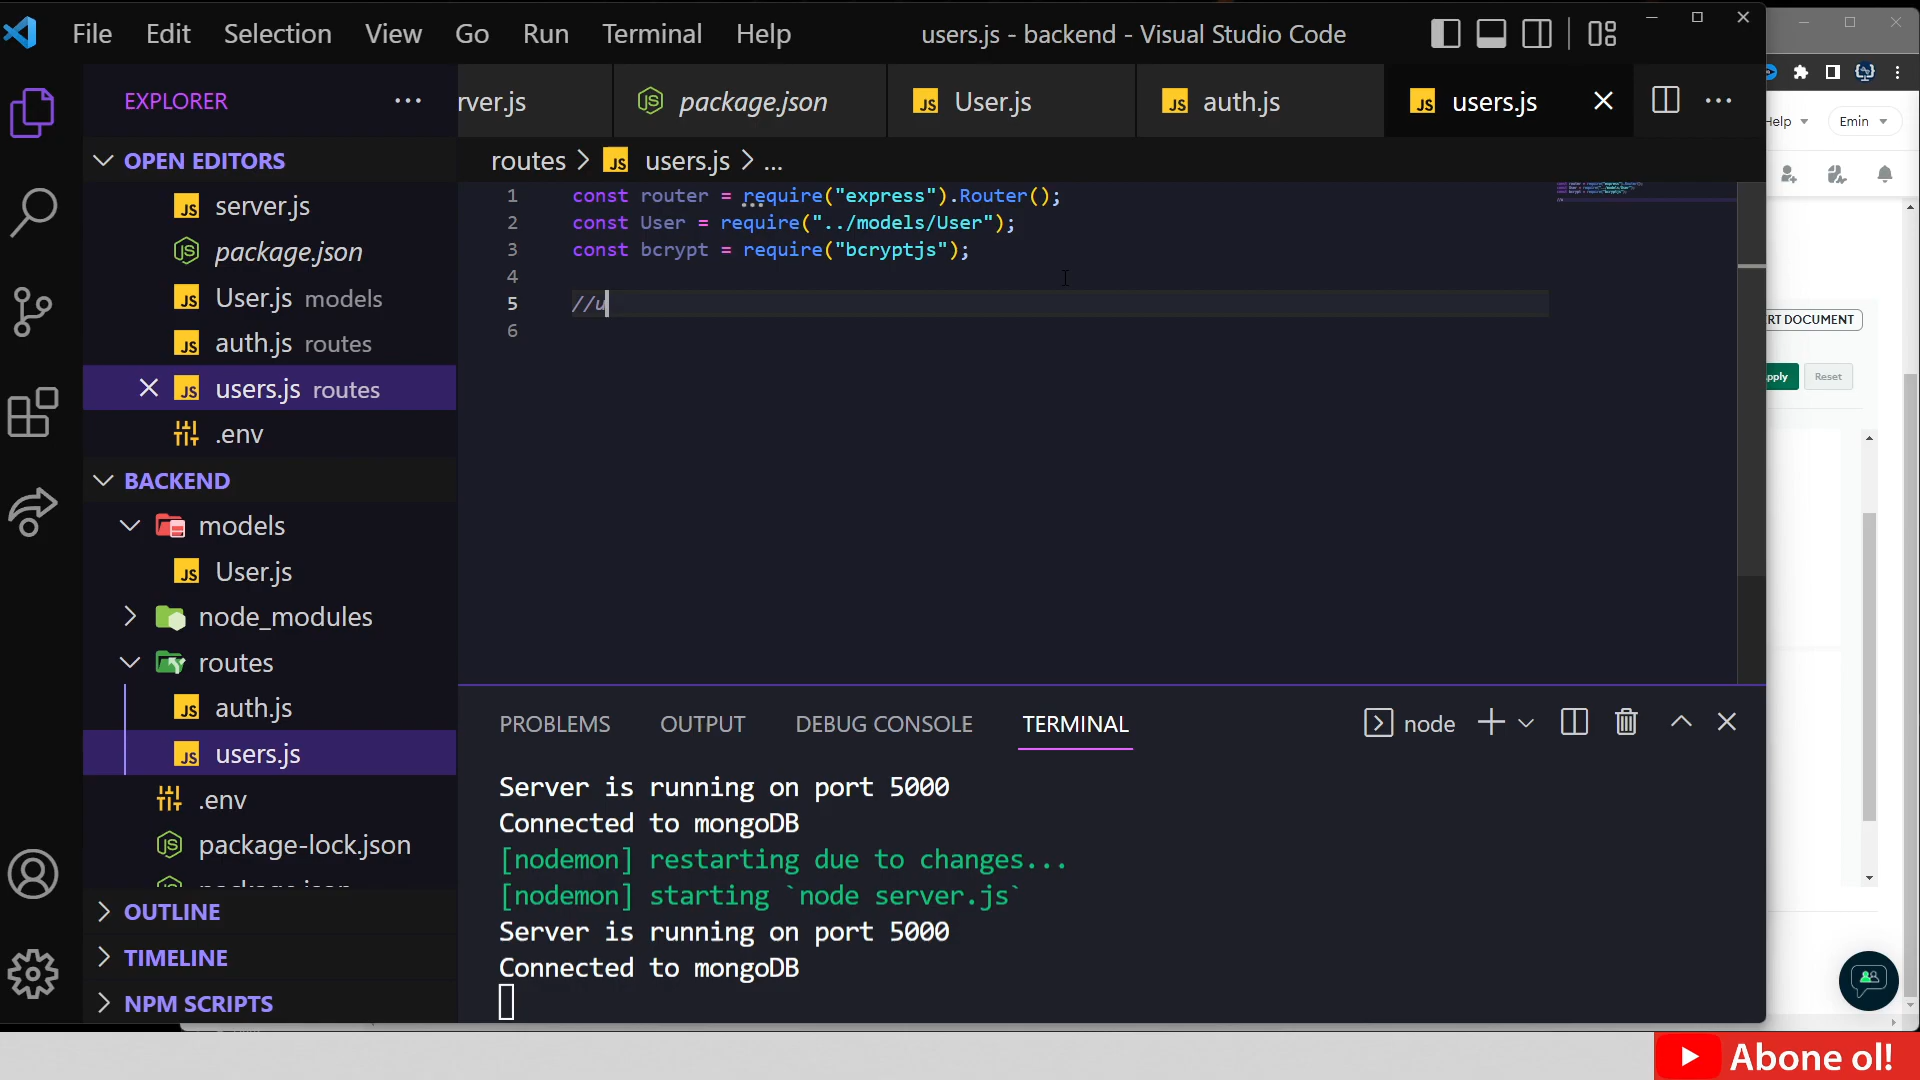 File Edit Selection View Go Run Terminal Help
users.js - backend - Visual Studio Code
EXPLORER
OPEN EDITORS
server.js
package.json
User.js models
auth.js routes
users.js routes
.env
BACKEND
models
User.js
node_modules
routes
auth.js
users.js
.env
package-lock.json
package.json
OUTLINE
TIMELINE
NPM SCRIPTS
rver.js
package.json
User.js
auth.js
users.js
routes > users.js > ...
1 const router = require("express").Router();
2 const User = require("../models/User");
3 const bcrypt = require("bcryptjs");
4
5 //u
6
PROBLEMS OUTPUT DEBUG CONSOLE TERMINAL
node
Server is running on port 5000
Connected to mongoDB
[nodemon] restarting due to changes...
[nodemon] starting `node server.js`
Server is running on port 5000
Connected to mongoDB
Help
Emin
RT DOCUMENT
pply
Reset
Abone ol!